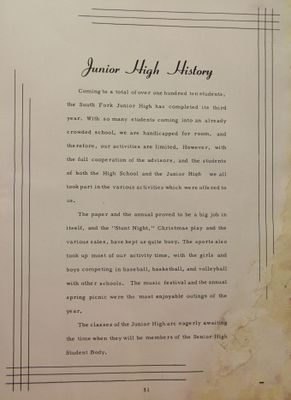 Junior High History
Coming to a total of over one hundred ten students,
the South Fork Junior High has completed its third
year. With so many students coming into an already
crowded school, we are handicapped for room, and
therefore, our activities are limited. However, with
the full cooperation of the advisors, and the students
of both the High School and the Junior High we all
took part in the various activities which were offered to
us.
The paper and the annual proved to be a big job in
itself, and the "Stunt Night," Christmas play and the
various sales, have kept us quite busy. The sports also
took up most of our activity time, with the girls and
boys competing in baseball, basketball, and volleyball
with other schools. The music festival and the annual
spring picnic were the most enjoyable outings of the
year.
The classes of the Junior High are eagerly awaiting
the time when they will be members of the Senior High
Student Body.
51